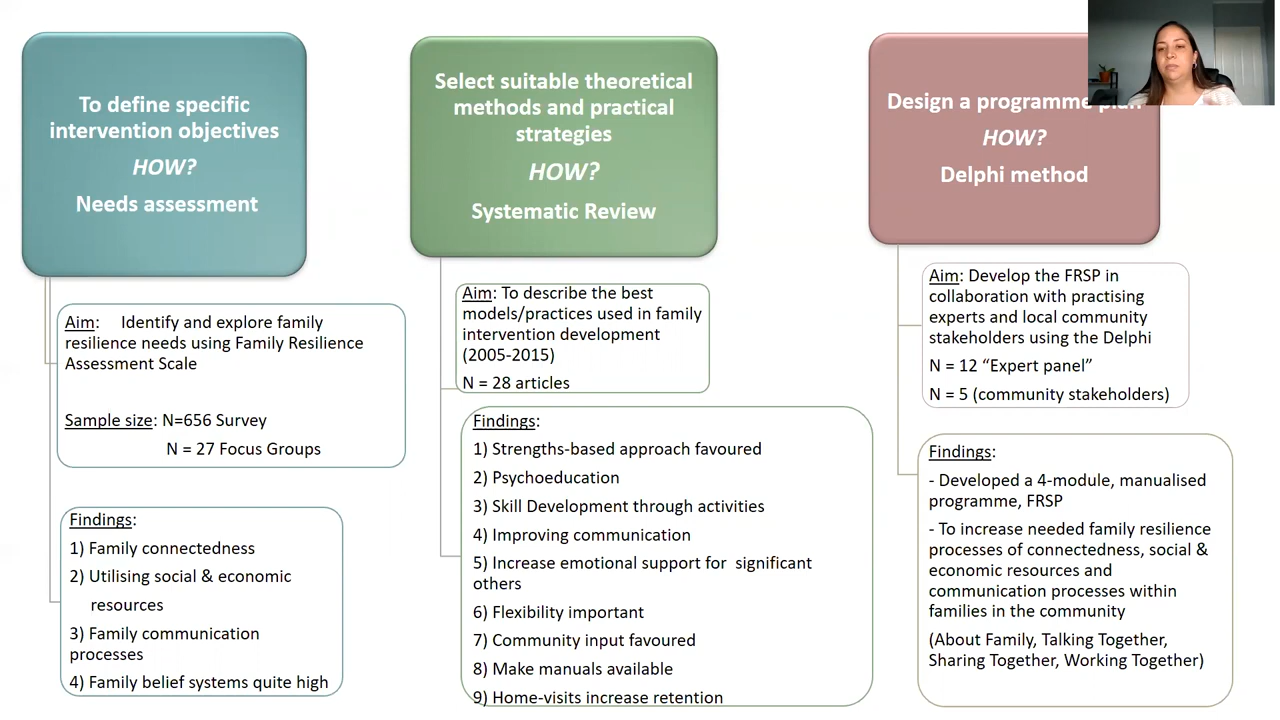 To define specific
intervention objectives
HOW?
Needs assessment
Aim: Identify and explore family
resilience needs using Family Resilience
Assessment Scale
Sample size: N=656 Survey
N = 27 Focus Groups
Findings:
1) Family connectedness
2) Utilising social & economic
resources
3) Family communication
processes
4) Family belief systems quite high
Select suitable theoretical
methods and practical
strategies
HOW?
Systematic Review
Aim: To describe the best
models/practices used in family
intervention development
(2005-2015)
N = 28 articles
Findings:
1) Strengths-based approach favoured
2) Psychoeducation
3) Skill Development through activities
4) Improving communication
5) Increase emotional support for significant
others
6) Flexibility important
7) Community input favoured
8) Make manuals available
9) Home-visits increase retention
Design a programme
HOW?
Delphi method
Aim: Develop the FRSP in
collaboration with practising
experts and local community
stakeholders using the Delphi
N = 12 “Expert panel”
N = 5 (community stakeholders)
Findings:
- Developed a 4-module, manualised
programme, FRSP
- To increase needed family resilience
processes of connectedness, social &
economic resources and
communication processes within
families in the community
(About Family, Talking Together,
Sharing Together, Working Together)